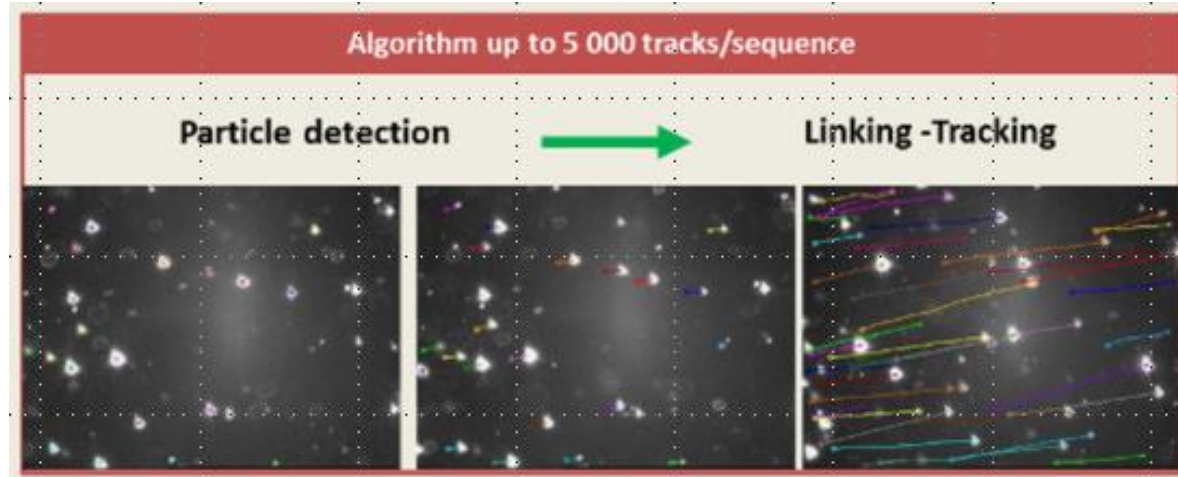 Algorithm up to 5 000 tracks/sequence
Particle detection
Linking -Tracking